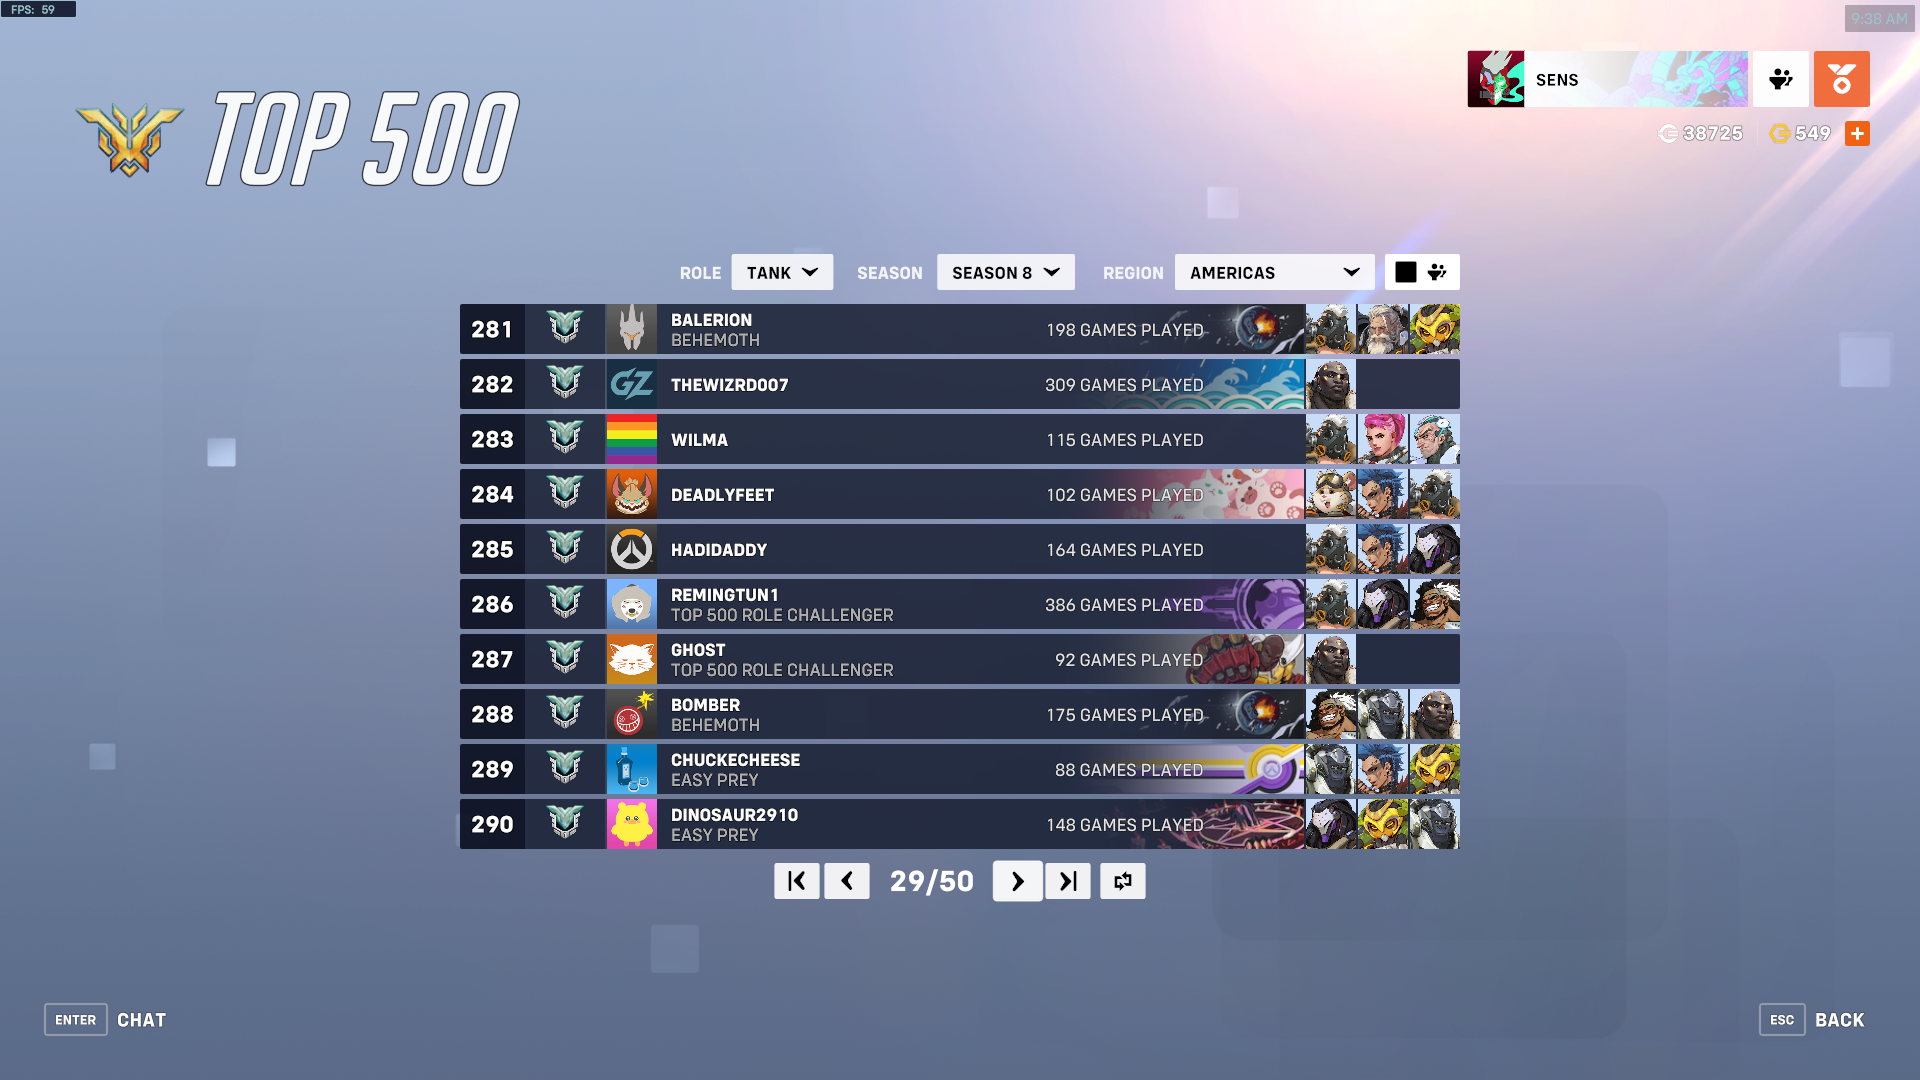 FPS: 59
9:38 AM
TOP 500
SENS
38725
549
ROLE TANK SEASON SEASON 8 REGION AMERICAS
281 BALERION 198 GAMES PLAYED
BEHEMOTH
282 GZ THEWIZRD007 309 GAMES PLAYED
283 WILMA 115 GAMES PLAYED
284 DEADLYFEET 102 GAMES PLAYED
285 HADIDADDY 164 GAMES PLAYED
286 REMINGTUN1 386 GAMES PLAYED
TOP 500 ROLE CHALLENGER
287 GHOST 92 GAMES PLAYED
TOP 500 ROLE CHALLENGER
288 BOMBER 175 GAMES PLAYED
BEHEMOTH
289 CHUCKECHEESE 88 GAMES PLAYED
EASY PREY
290 DINOSAUR2910 148 GAMES PLAYED
EASY PREY
29/50
ENTER CHAT
ESC BACK